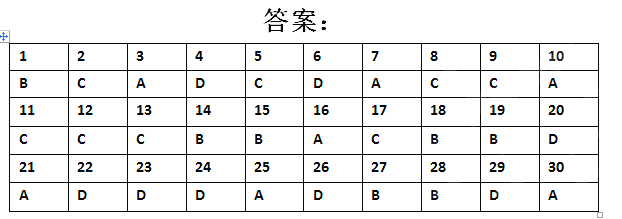 答案：
1 2 3 4 5 6 7 8 9 10
B C A D C D A C C A
11 12 13 14 15 16 17 18 19 20
C C C B B A C B B D
21 22 23 24 25 26 27 28 29 30
A D D D A D B B D A